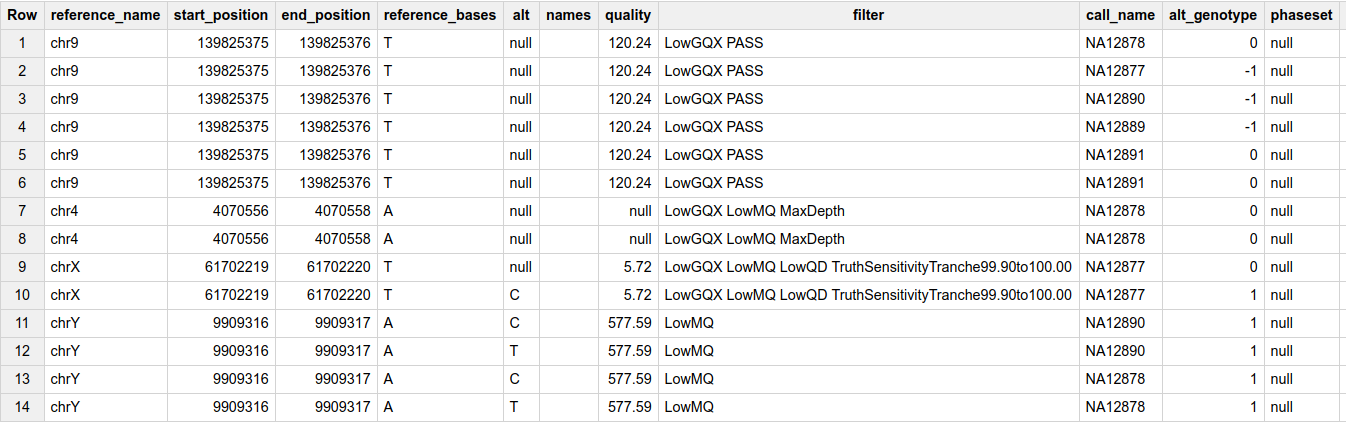 Row reference_name start_position end_position reference_bases alt names quality filter call_name alt_genotype phaseset
1 chr9 139825375 139825376 T null 120.24 LowGQX PASS NA12878 0 null
2 chr9 139825375 139825376 T null 120.24 LowGQX PASS NA12877 -1 null
3 chr9 139825375 139825376 T null 120.24 LowGQX PASS NA12890 -1 null
4 chr9 139825375 139825376 T null 120.24 LowGQX PASS NA12889 -1 null
5 chr9 139825375 139825376 T null 120.24 LowGQX PASS NA12891 0 null
6 chr9 139825375 139825376 T null 120.24 LowGQX PASS NA12891 0 null
7 chr4 4070556 4070558 A null null LowGQX LowMQ MaxDepth NA12878 0 null
8 chr4 4070556 4070558 A null null LowGQX LowMQ MaxDepth NA12878 0 null
9 chrX 61702219 61702220 T null 5.72 LowGQX LowMQ LowQD TruthSensitivityTranche99.90to100.00 NA12877 0 null
10 chrX 61702219 61702220 T C 5.72 LowGQX LowMQ LowQD TruthSensitivityTranche99.90to100.00 NA12877 1 null
11 chrY 9909316 9909317 A C 577.59 LowMQ NA12890 1 null
12 chrY 9909316 9909317 A T 577.59 LowMQ NA12890 1 null
13 chrY 9909316 9909317 A C 577.59 LowMQ NA12878 1 null
14 chrY 9909316 9909317 A T 577.59 LowMQ NA12878 1 null